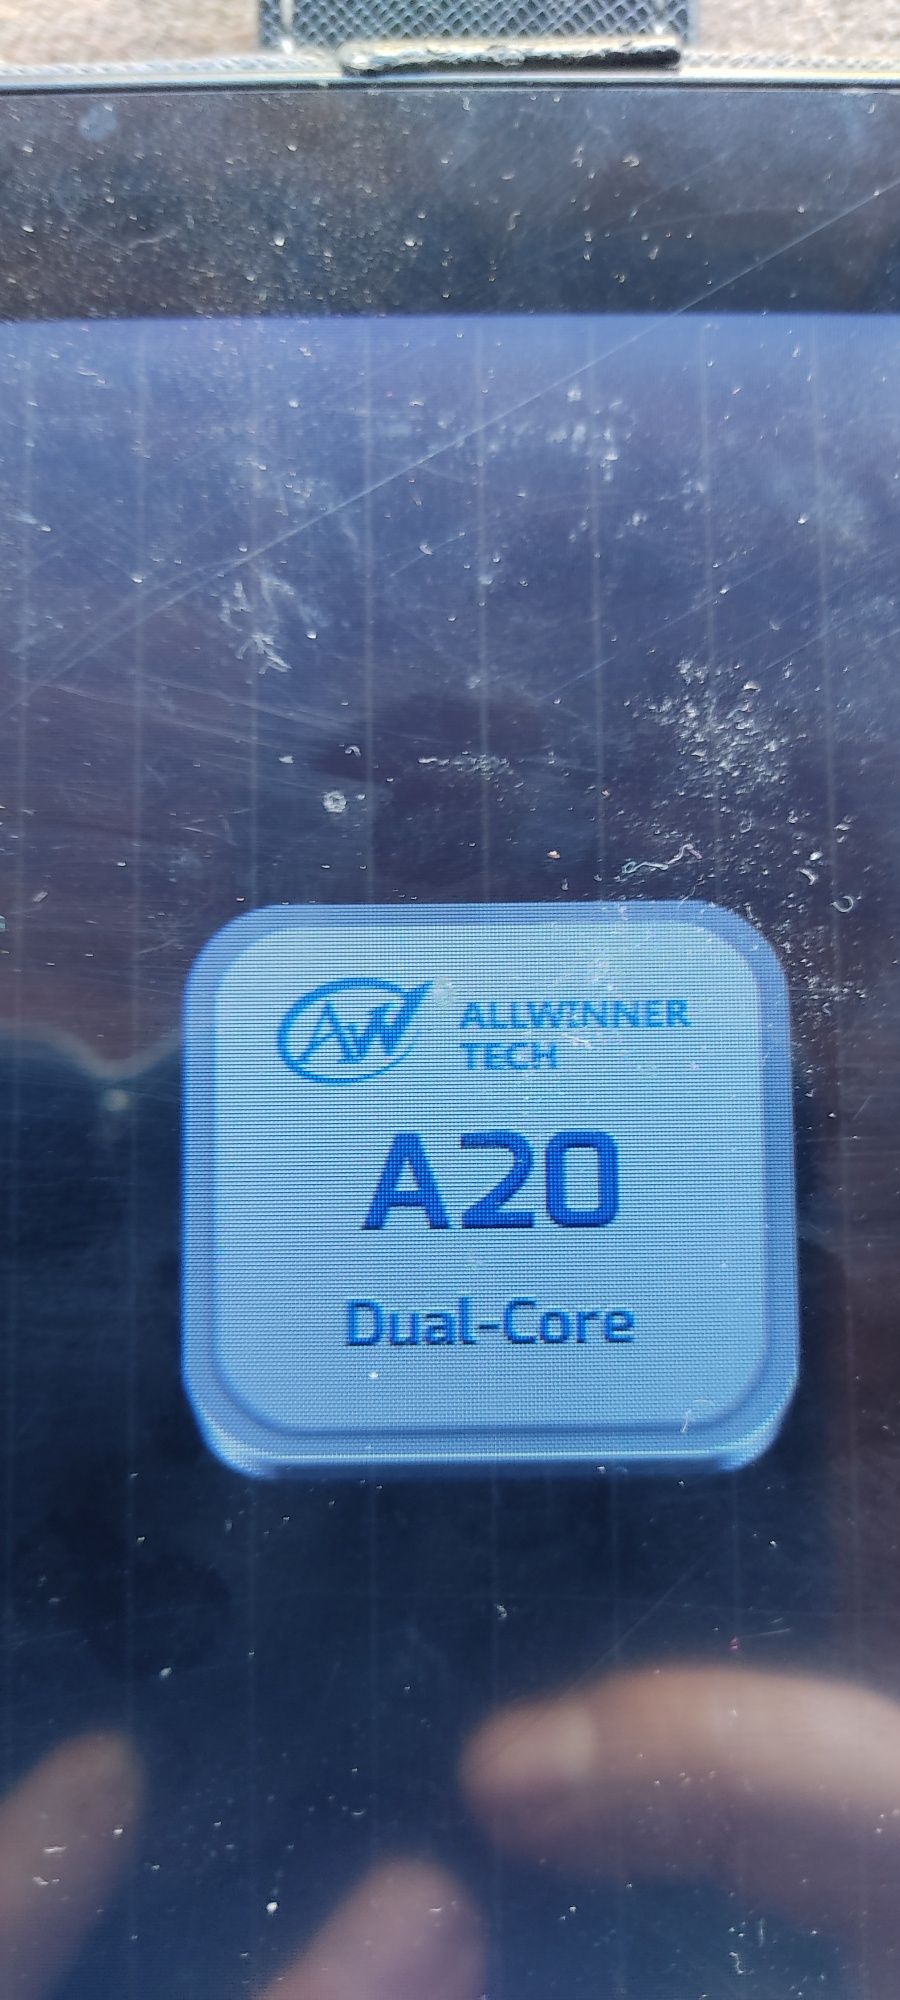 AW ALLWINNER
TECH
A20
Dual-Core